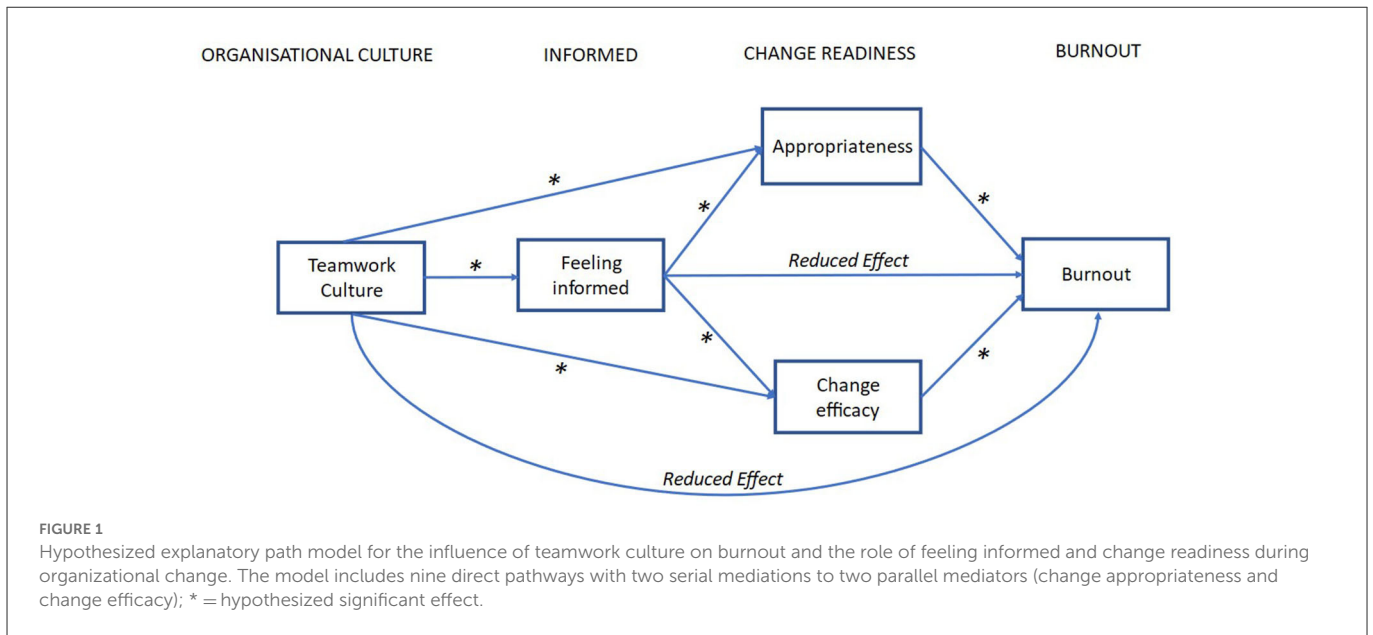 ORGANISATIONAL CULTURE INFORMED CHANGE READINESS BURNOUT
Appropriateness
*
*
*
Teamwork
Culture
*
Feeling
informed
Reduced Effect
Burnout
*
*
*
Change
efficacy
Reduced Effect
FIGURE 1
Hypothesized explanatory path model for the influence of teamwork culture on burnout and the role of feeling informed and change readiness during
organizational change. The model includes nine direct pathways with two serial mediations to two parallel mediators (change appropriateness and
change efficacy); * = hypothesized significant effect.